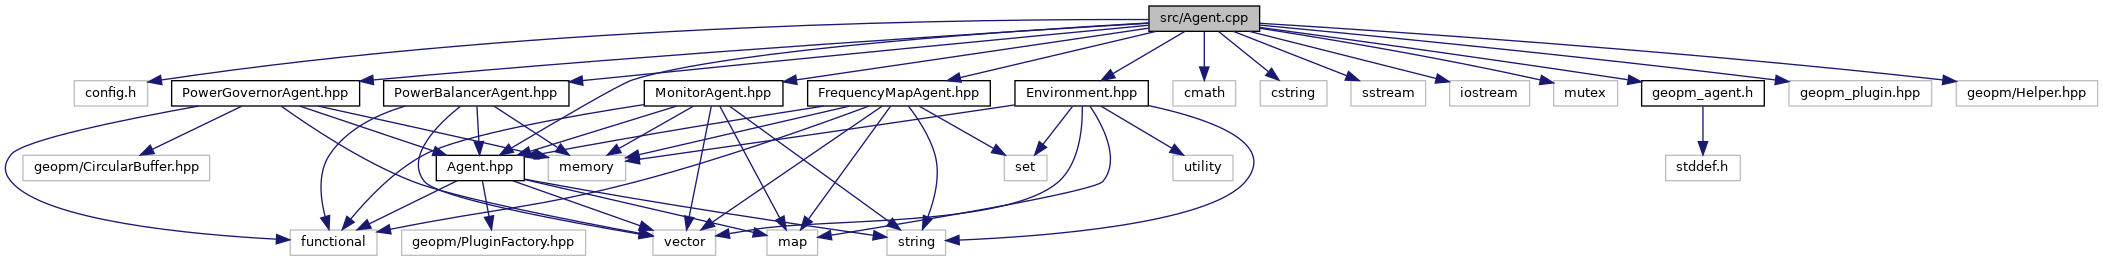 src/Agent.cpp
config.h
PowerGovernorAgent.hpp
PowerBalancerAgent.hpp
MonitorAgent.hpp
FrequencyMapAgent.hpp
Environment.hpp
cmath
cstring
sstream
iostream
mutex
geopm_agent.h
geopm_plugin.hpp
geopm/Helper.hpp
geopm/CircularBuffer.hpp
Agent.hpp
memory
set
utility
stddef.h
functional
geopm/PluginFactory.hpp
vector
map
string